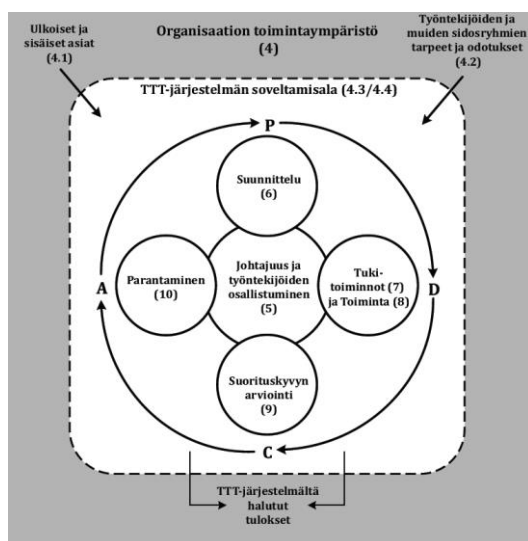 Ulkoiset ja
sisäiset asiat
(4.1)
Organisaation toimintaympäristö
(4)
Työntekijöiden ja
muiden sidosryhmien
tarpeet ja odotukset
(4.2)
TTT-järjestelmän soveltamisala (4.3/4.4)
P
Suunnittelu
(6)
A
Parantaminen
(10)
Johtajuus ja
työntekijöiden
osallistuminen
(5)
Tuki-
toiminnot (7)
ja Toiminta (8)
D
Suorituskyvyn
arviointi
(9)
C
TTT-järjestelmältä
halutut
tulokset